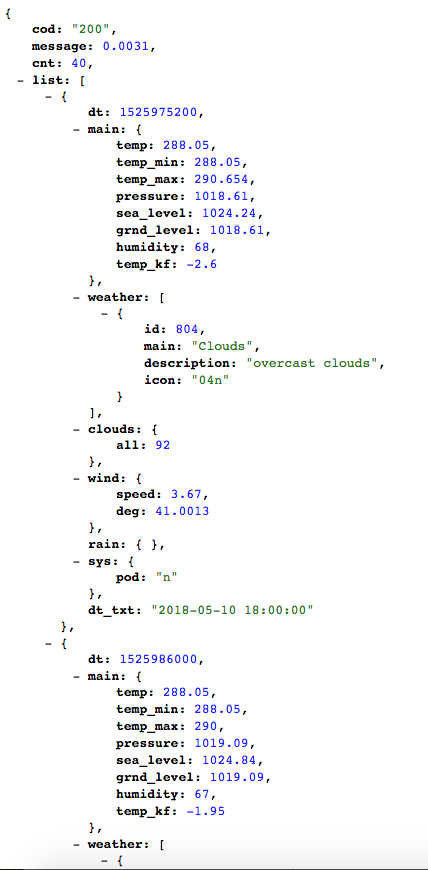 {
cod: "200",
message: 0.0031,
cnt: 40,
- list: [
- {
dt: 1525975200,
- main: {
temp: 288.05,
temp_min: 288.05,
temp_max: 290.654,
pressure: 1018.61,
sea_level: 1024.24,
grnd_level: 1018.61,
humidity: 68,
temp_kf: -2.6
},
- weather: [
- {
id: 804,
main: "Clouds",
description: "overcast clouds",
icon: "04n"
}
],
- clouds: {
all: 92
},
- wind: {
speed: 3.67,
deg: 41.0013
},
rain: { },
- sys: {
pod: "n"
},
dt_txt: "2018-05-10 18:00:00"
},
- {
dt: 1525986000,
- main: {
temp: 288.05,
temp_min: 288.05,
temp_max: 290,
pressure: 1019.09,
sea_level: 1024.84,
grnd_level: 1019.09,
humidity: 67,
temp_kf: -1.95
},
- weather: [
- {